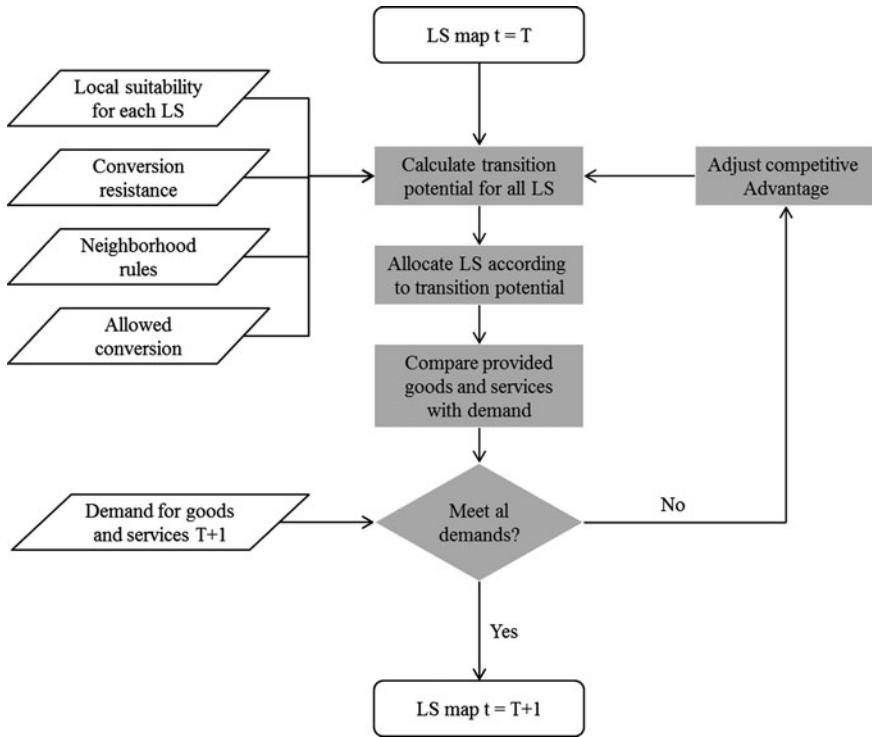 LS map t = T
Local suitability
for each LS
Conversion
resistance
Neighborhood
rules
Allowed
conversion
Calculate transition
potential for all LS
Adjust competitive
Advantage
Allocate LS according
to transition potential
Compare provided
goods and services
with demand
Demand for goods
and services T+1
Meet al
demands?
No
Yes
LS map t = T+1